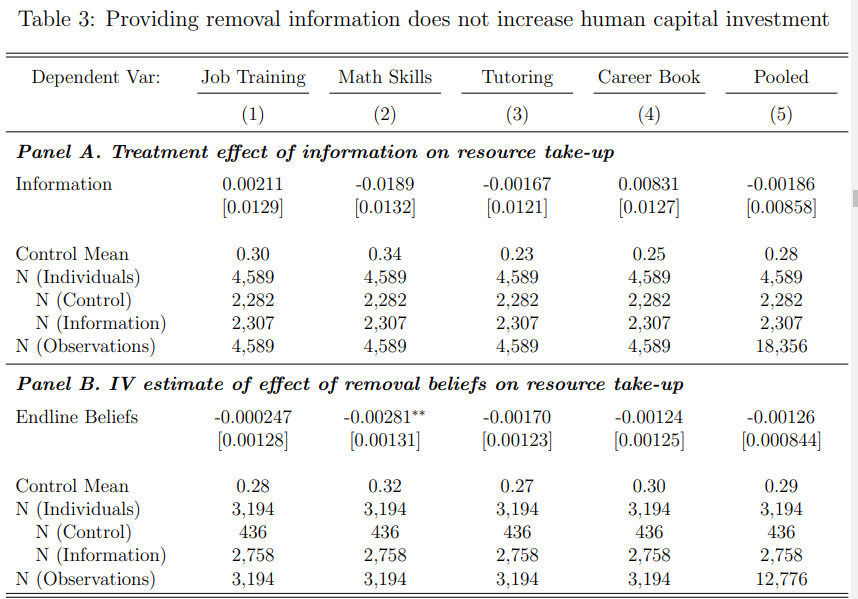 Table 3: Providing removal information does not increase human capital investment
Dependent Var: Job Training Math Skills Tutoring Career Book Pooled
(1) (2) (3) (4) (5)
Panel A. Treatment effect of information on resource take-up
Information 0.00211 -0.0189 -0.00167 0.00831 -0.00186
[0.0129] [0.0132] [0.0121] [0.0127] [0.00858]
Control Mean 0.30 0.34 0.23 0.25 0.28
N (Individuals) 4,589 4,589 4,589 4,589 4,589
N (Control) 2,282 2,282 2,282 2,282 2,282
N (Information) 2,307 2,307 2,307 2,307 2,307
N (Observations) 4,589 4,589 4,589 4,589 18,356
Panel B. IV estimate of effect of removal beliefs on resource take-up
Endline Beliefs -0.000247 -0.00281** -0.00170 -0.00124 -0.00126
[0.00128] [0.00131] [0.00123] [0.00125] [0.000844]
Control Mean 0.28 0.32 0.27 0.30 0.29
N (Individuals) 3,194 3,194 3,194 3,194 3,194
N (Control) 436 436 436 436 436
N (Information) 2,758 2,758 2,758 2,758 2,758
N (Observations) 3,194 3,194 3,194 3,194 12,776